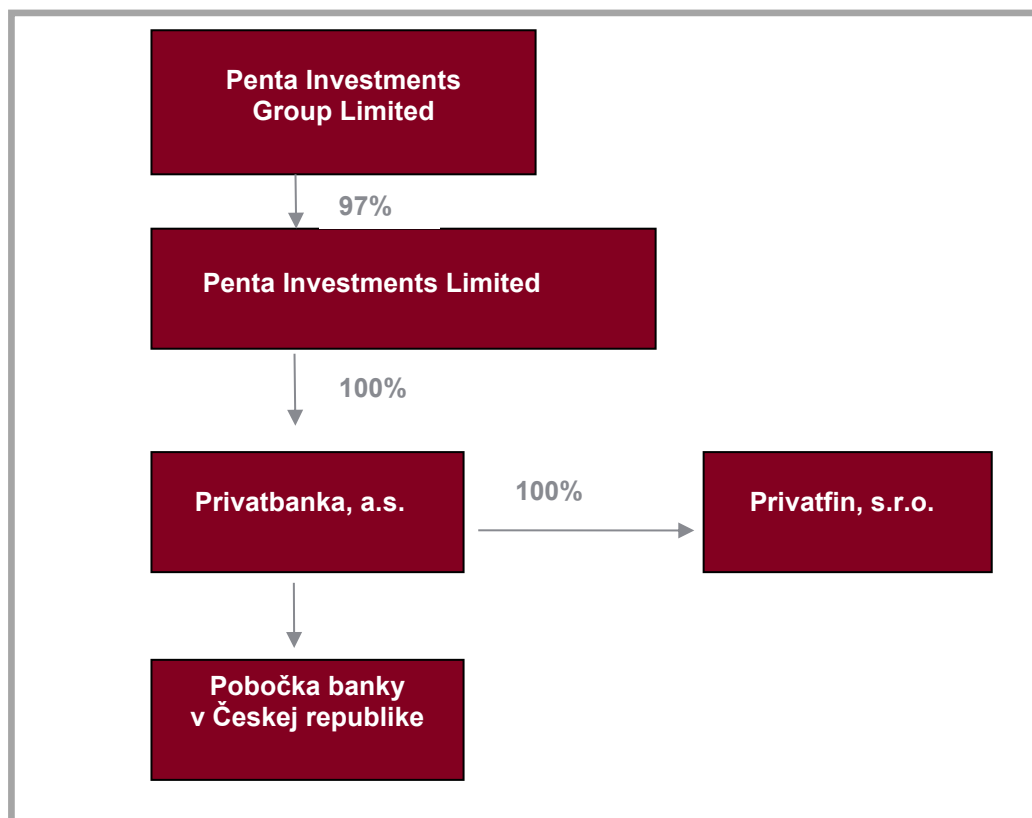 Penta Investments
Group Limited
97%
Penta Investments Limited
100%
Privatbanka, a.s.
100%
Privatfin, s.r.o.
Pobočka banky
v Českej republike